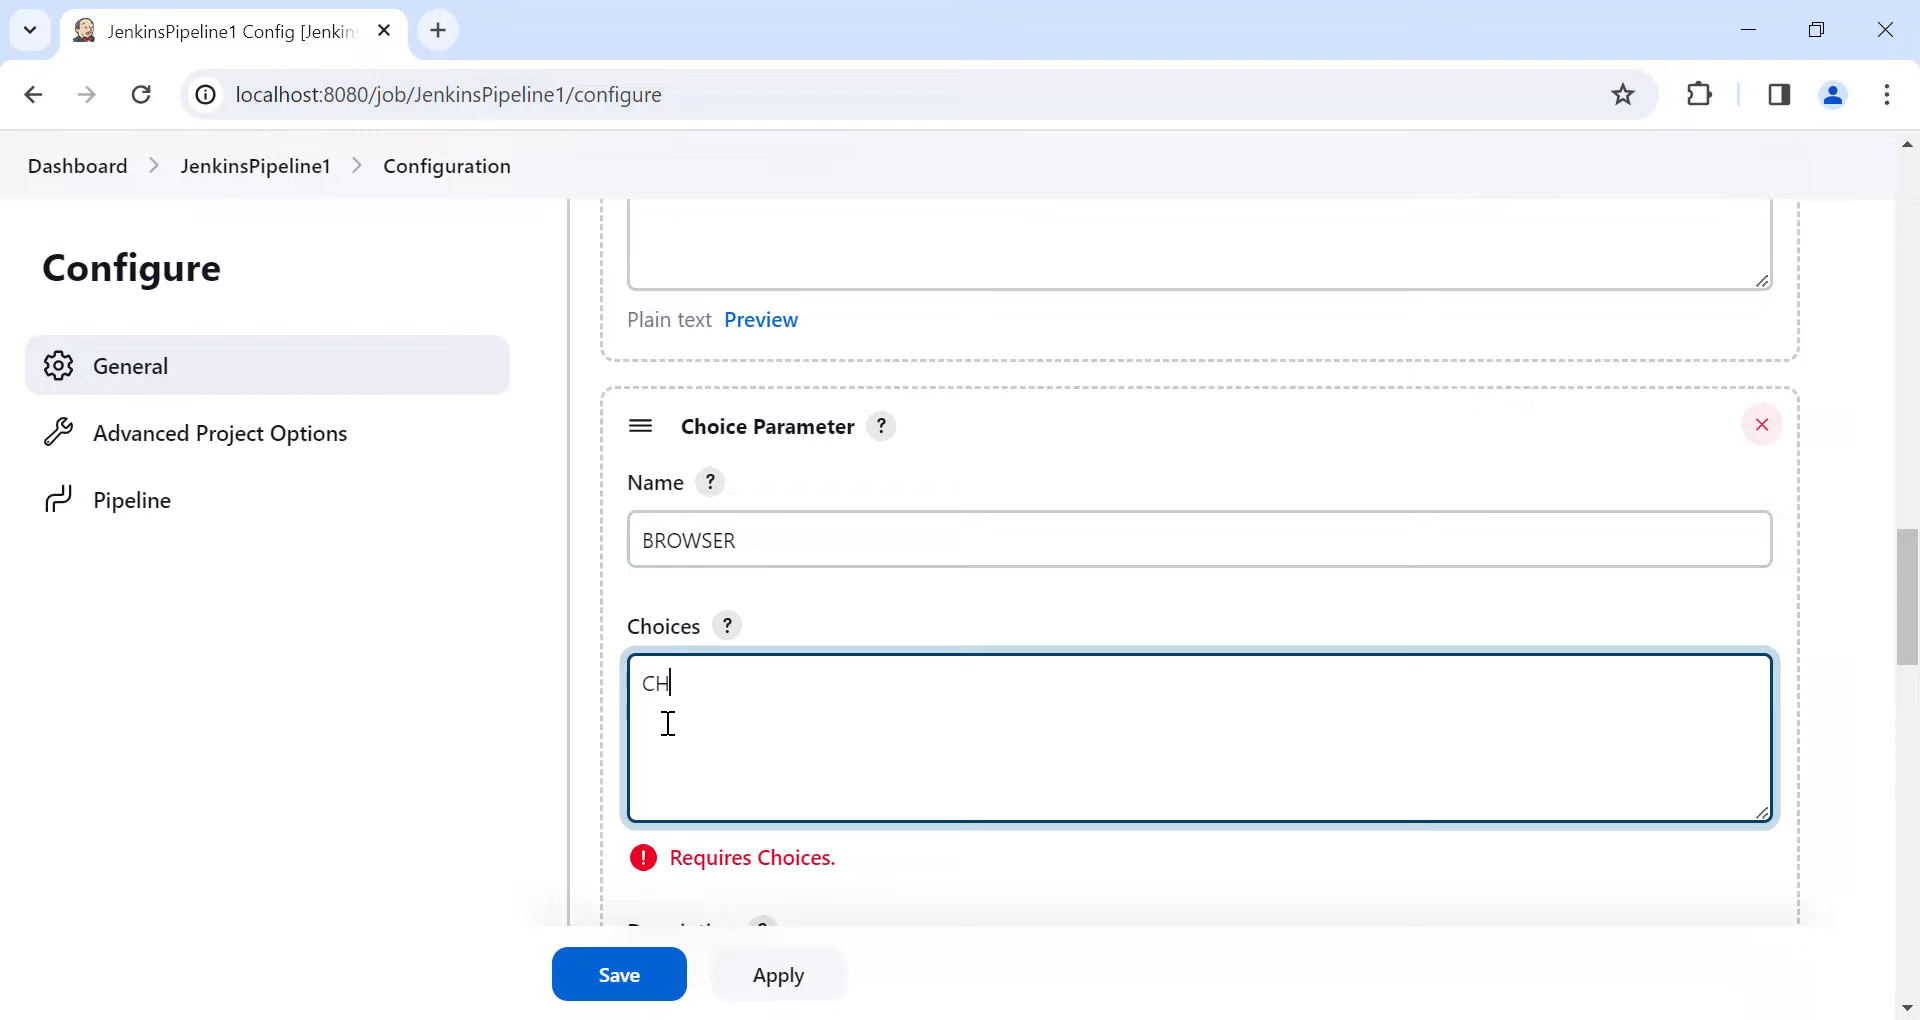 JenkinsPipeline1 Config [Jenkin
localhost:8080/job/JenkinsPipeline1/configure
Dashboard > JenkinsPipeline1 > Configuration
Configure
General
Advanced Project Options
Pipeline
Plain text Preview
Choice Parameter ?
Name ?
BROWSER
Choices ?
CH
! Requires Choices.
Save Apply